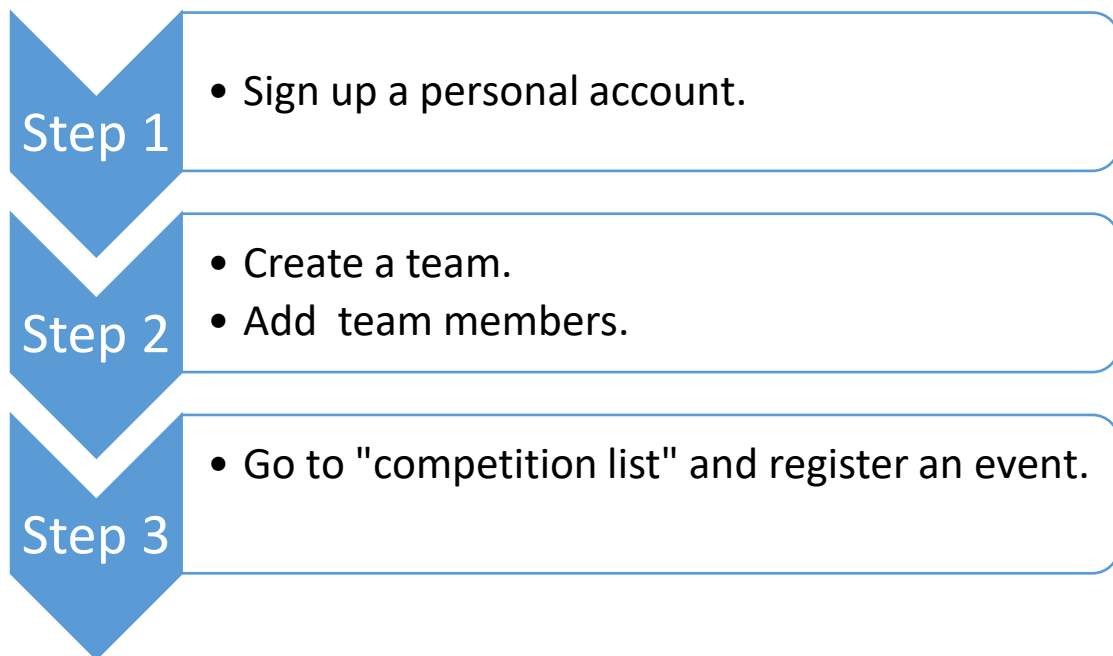 Step 1
• Sign up a personal account.
Step 2
• Create a team.
• Add  team members.
Step 3
• Go to "competition list" and register an event.